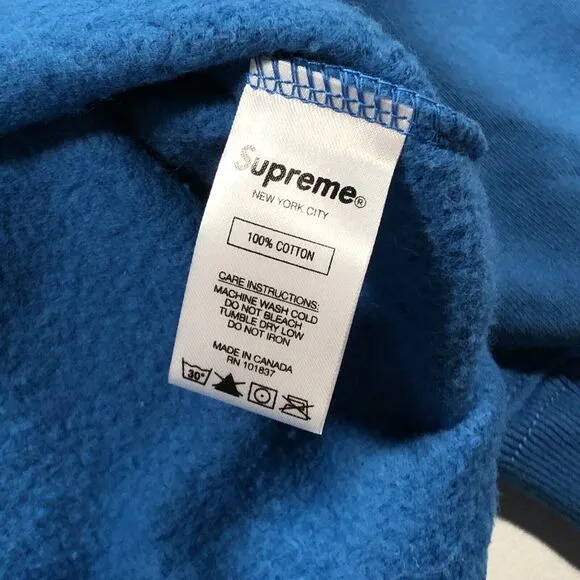 Supreme®
NEW YORK CITY
100% COTTON
CARE INSTRUCTIONS:
MACHINE WASH COLD
DO NOT BLEACH
TUMBLE DRY LOW
DO NOT IRON
MADE IN CANADA
RN 101837
30°